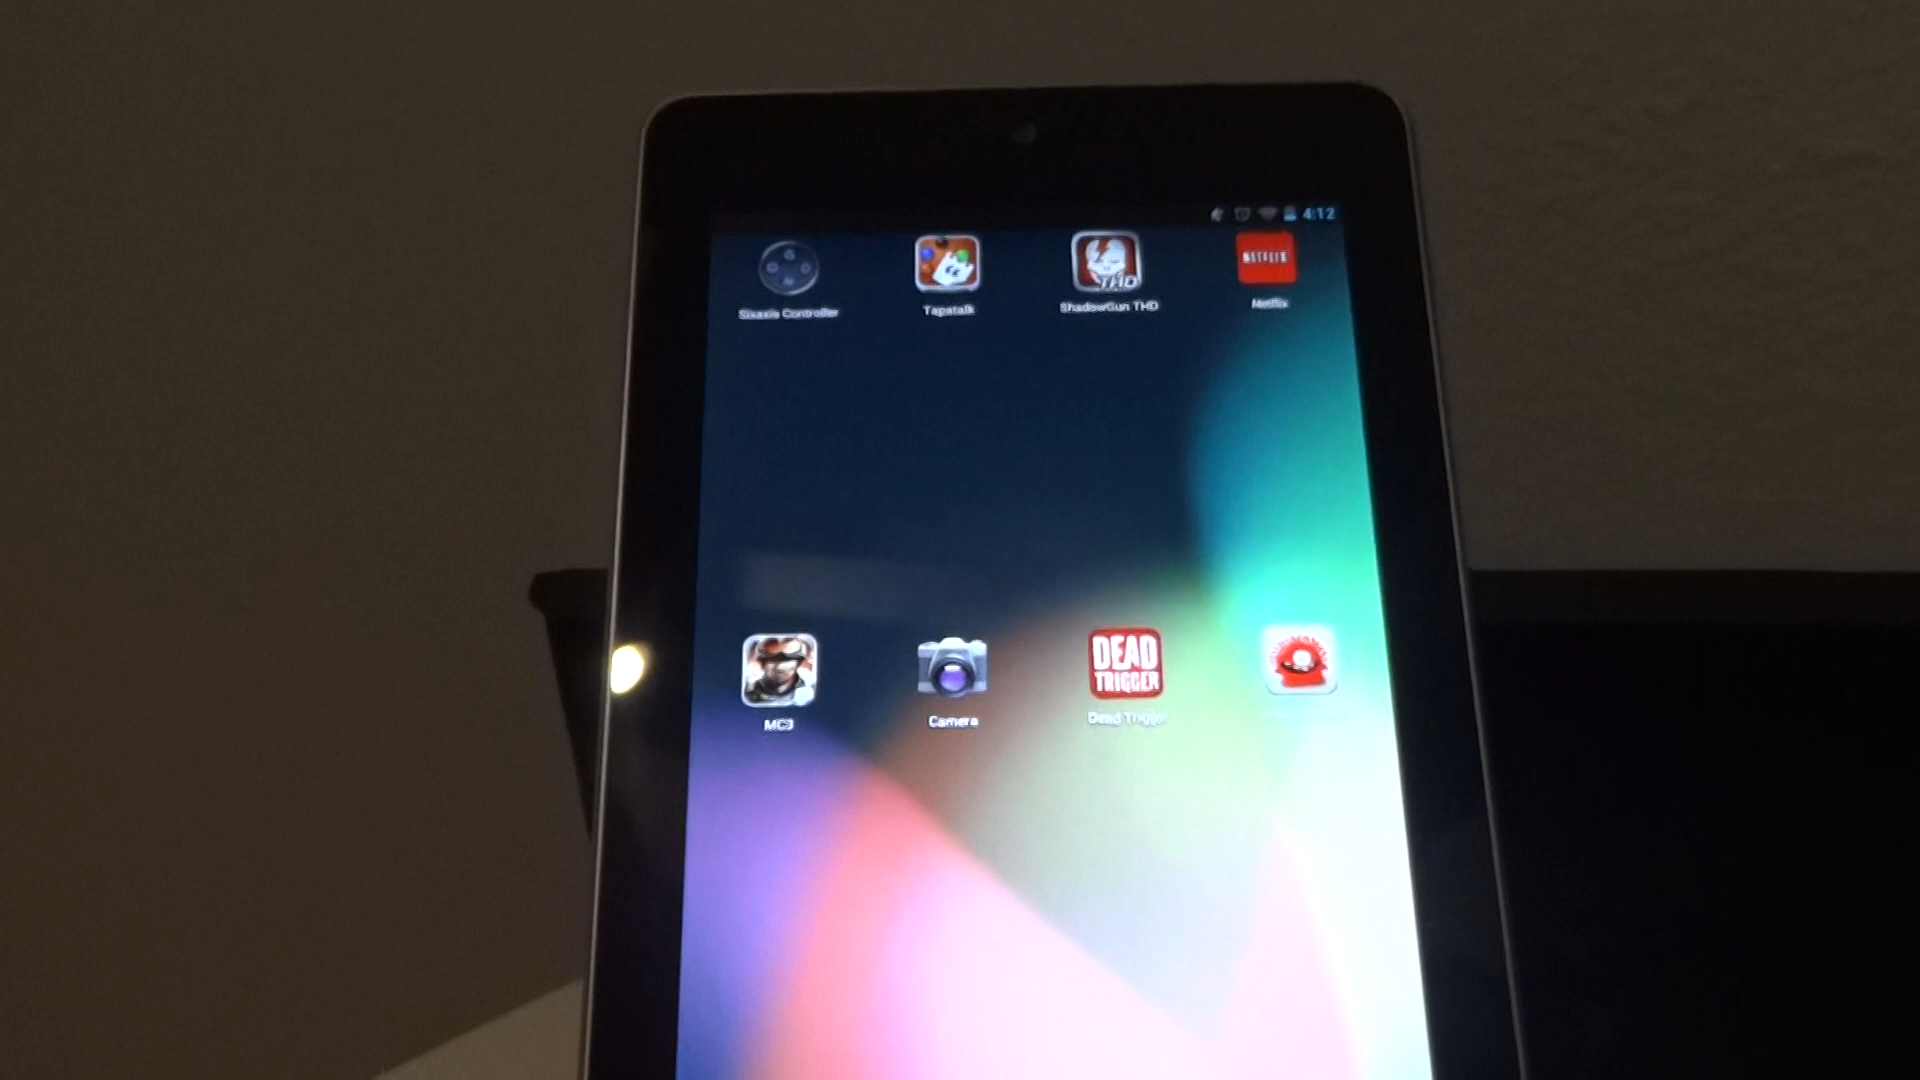 4:12
NETFLIX
THD
Sixaxis Controller
Tapatalk
ShadowGun THD
Netflix
DEAD
TRIGGER
MC3
Camera
Dead Trigger